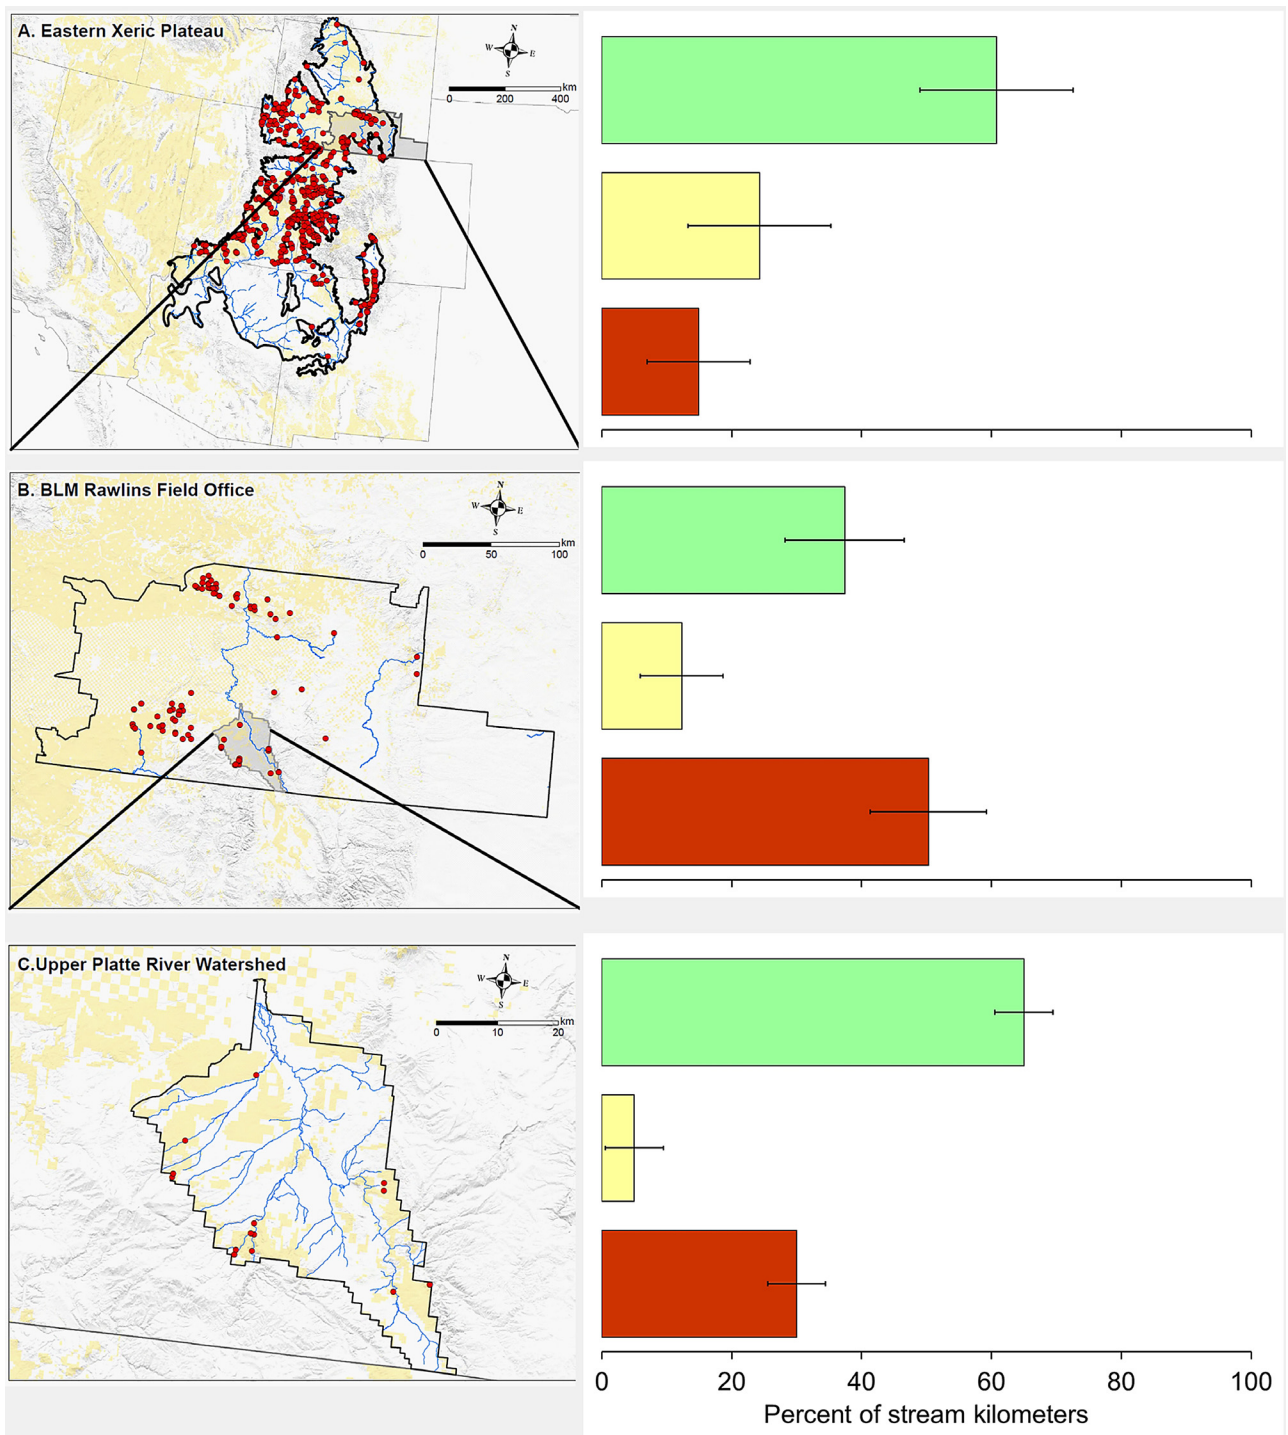 A. Eastern Xeric Plateau
N
W E
S
km
0 200 400
B. BLM Rawlins Field Office
N
W E
S
km
0 50 100
C.Upper Platte River Watershed
N
W E
S
km
0 10 20
0 20 40 60 80 100
Percent of stream kilometers